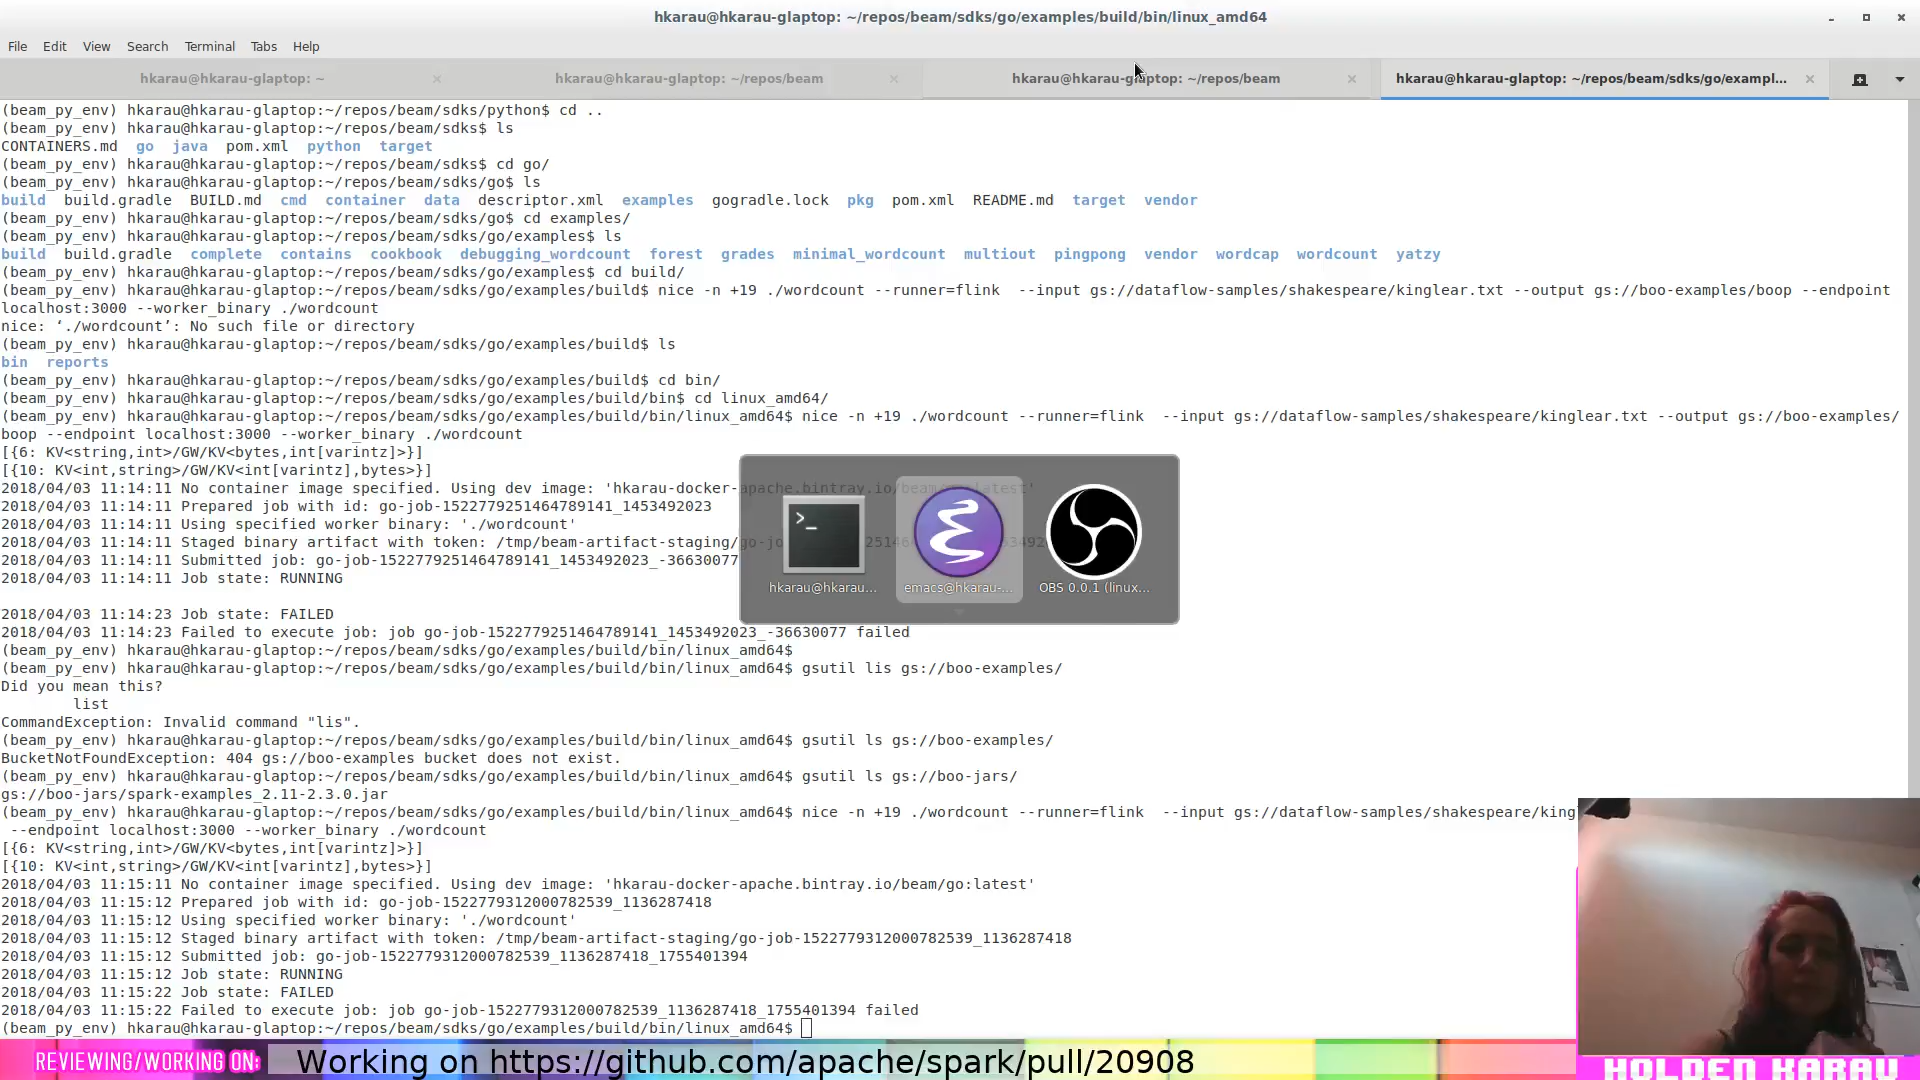 hkarau@hkarau-glaptop: ~/repos/beam/sdks/go/examples/build/bin/linux_amd64
File Edit View Search Terminal Tabs Help
hkarau@hkarau-glaptop: ~ × hkarau@hkarau-glaptop: ~/repos/beam × hkarau@hkarau-glaptop: ~/repos/beam × hkarau@hkarau-glaptop: ~/repos/beam/sdks/go/exampl... ×
(beam_py_env) hkarau@hkarau-glaptop:~/repos/beam/sdks/python$ cd ..
(beam_py_env) hkarau@hkarau-glaptop:~/repos/beam/sdks$ ls
CONTAINERS.md go java pom.xml python target
(beam_py_env) hkarau@hkarau-glaptop:~/repos/beam/sdks$ cd go/
(beam_py_env) hkarau@hkarau-glaptop:~/repos/beam/sdks/go$ ls
build build.gradle BUILD.md cmd container data descriptor.xml examples gogradle.lock pkg pom.xml README.md target vendor
(beam_py_env) hkarau@hkarau-glaptop:~/repos/beam/sdks/go$ cd examples/
(beam_py_env) hkarau@hkarau-glaptop:~/repos/beam/sdks/go/examples$ ls
build build.gradle complete contains cookbook debugging_wordcount forest grades minimal_wordcount multiout pingpong vendor wordcap wordcount yatzy
(beam_py_env) hkarau@hkarau-glaptop:~/repos/beam/sdks/go/examples$ cd build/
(beam_py_env) hkarau@hkarau-glaptop:~/repos/beam/sdks/go/examples/build$ nice -n +19 ./wordcount --runner=flink --input gs://dataflow-samples/shakespeare/kinglear.txt --output gs://boo-examples/boop --endpoint
localhost:3000 --worker_binary ./wordcount
nice: ‘./wordcount’: No such file or directory
(beam_py_env) hkarau@hkarau-glaptop:~/repos/beam/sdks/go/examples/build$ ls
bin reports
(beam_py_env) hkarau@hkarau-glaptop:~/repos/beam/sdks/go/examples/build$ cd bin/
(beam_py_env) hkarau@hkarau-glaptop:~/repos/beam/sdks/go/examples/build/bin$ cd linux_amd64/
(beam_py_env) hkarau@hkarau-glaptop:~/repos/beam/sdks/go/examples/build/bin/linux_amd64$ nice -n +19 ./wordcount --runner=flink --input gs://dataflow-samples/shakespeare/kinglear.txt --output gs://boo-examples/
boop --endpoint localhost:3000 --worker_binary ./wordcount
[{6: KV<string,int>/GW/KV<bytes,int[varintz]>}]
[{10: KV<int,string>/GW/KV<int[varintz],bytes>}]
2018/04/03 11:14:11 No container image specified. Using dev image: 'hkarau-docker-apache.bintray.io/beam/go:latest'
2018/04/03 11:14:11 Prepared job with id: go-job-1522779251464789141_1453492023
2018/04/03 11:14:11 Using specified worker binary: './wordcount'
2018/04/03 11:14:11 Staged binary artifact with token: /tmp/beam-artifact-staging/go-job-1522779251464789141_1453492023
2018/04/03 11:14:11 Submitted job: go-job-1522779251464789141_1453492023_-36630077
2018/04/03 11:14:11 Job state: RUNNING
hkarau@hkarau... emacs@hkarau-... OBS 0.0.1 (linux...
2018/04/03 11:14:23 Job state: FAILED
2018/04/03 11:14:23 Failed to execute job: job go-job-1522779251464789141_1453492023_-36630077 failed
(beam_py_env) hkarau@hkarau-glaptop:~/repos/beam/sdks/go/examples/build/bin/linux_amd64$
(beam_py_env) hkarau@hkarau-glaptop:~/repos/beam/sdks/go/examples/build/bin/linux_amd64$ gsutil lis gs://boo-examples/
Did you mean this?
list
CommandException: Invalid command "lis".
(beam_py_env) hkarau@hkarau-glaptop:~/repos/beam/sdks/go/examples/build/bin/linux_amd64$ gsutil ls gs://boo-examples/
BucketNotFoundException: 404 gs://boo-examples bucket does not exist.
(beam_py_env) hkarau@hkarau-glaptop:~/repos/beam/sdks/go/examples/build/bin/linux_amd64$ gsutil ls gs://boo-jars/
gs://boo-jars/spark-examples_2.11-2.3.0.jar
(beam_py_env) hkarau@hkarau-glaptop:~/repos/beam/sdks/go/examples/build/bin/linux_amd64$ nice -n +19 ./wordcount --runner=flink --input gs://dataflow-samples/shakespeare/king
--endpoint localhost:3000 --worker_binary ./wordcount
[{6: KV<string,int>/GW/KV<bytes,int[varintz]>}]
[{10: KV<int,string>/GW/KV<int[varintz],bytes>}]
2018/04/03 11:15:11 No container image specified. Using dev image: 'hkarau-docker-apache.bintray.io/beam/go:latest'
2018/04/03 11:15:12 Prepared job with id: go-job-1522779312000782539_1136287418
2018/04/03 11:15:12 Using specified worker binary: './wordcount'
2018/04/03 11:15:12 Staged binary artifact with token: /tmp/beam-artifact-staging/go-job-1522779312000782539_1136287418
2018/04/03 11:15:12 Submitted job: go-job-1522779312000782539_1136287418_1755401394
2018/04/03 11:15:12 Job state: RUNNING
2018/04/03 11:15:22 Job state: FAILED
2018/04/03 11:15:22 Failed to execute job: job go-job-1522779312000782539_1136287418_1755401394 failed
(beam_py_env) hkarau@hkarau-glaptop:~/repos/beam/sdks/go/examples/build/bin/linux_amd64$
REVIEWING/WORKING ON: Working on https://github.com/apache/spark/pull/20908
HOLDEN KARAU